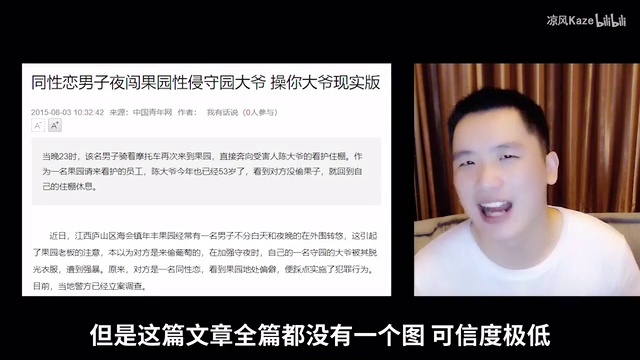 凉风Kaze bilibili
同性恋男子夜闯果园性侵守园大爷 操你大爷现实版
2015-08-03 10:32:42 来源:中国青年网 作者: 我有话说(0人参与)
A- A+
当晚23时,该名男子骑着摩托车再次来到果园,直接奔向受害人陈大爷的看护住棚。作
为一名果园请来看护的员工,陈大爷今年也已经53岁了,看到对方没偷果子,就回到自
己的住棚休息。
近日,江西庐山区海会镇年丰果园经常有一名男子不分白天和夜晚的在外围转悠,这引起
了果园老板的注意,本以为对方是来偷葡萄的,在加强守夜时,自己的一名守园的大爷被其脱
光衣服,遭到强暴。原来,对方是一名同性恋,看到果园地处偏僻,便踩点实施了犯罪行为。
目前,当地警方已经立案调查。
但是这篇文章全篇都没有一个图 可信度极低